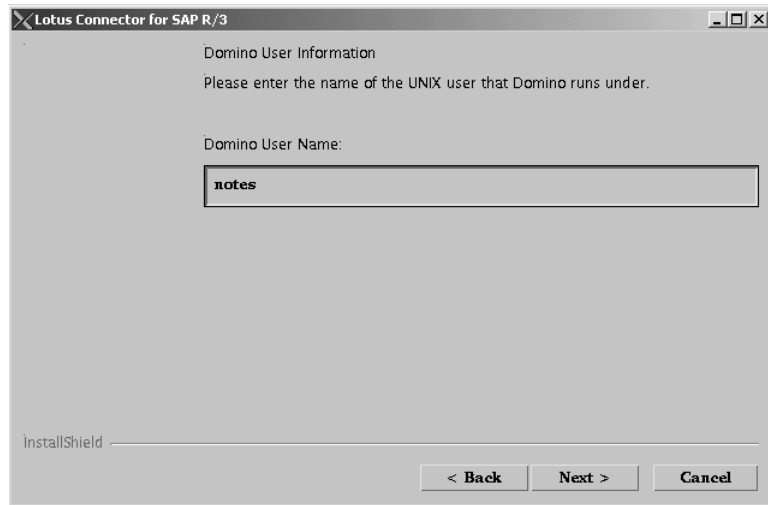 Lotus Connector for SAP R/3
Domino User Information
Please enter the name of the UNIX user that Domino runs under.
Domino User Name:
notes
InstallShield
< Back Next > Cancel